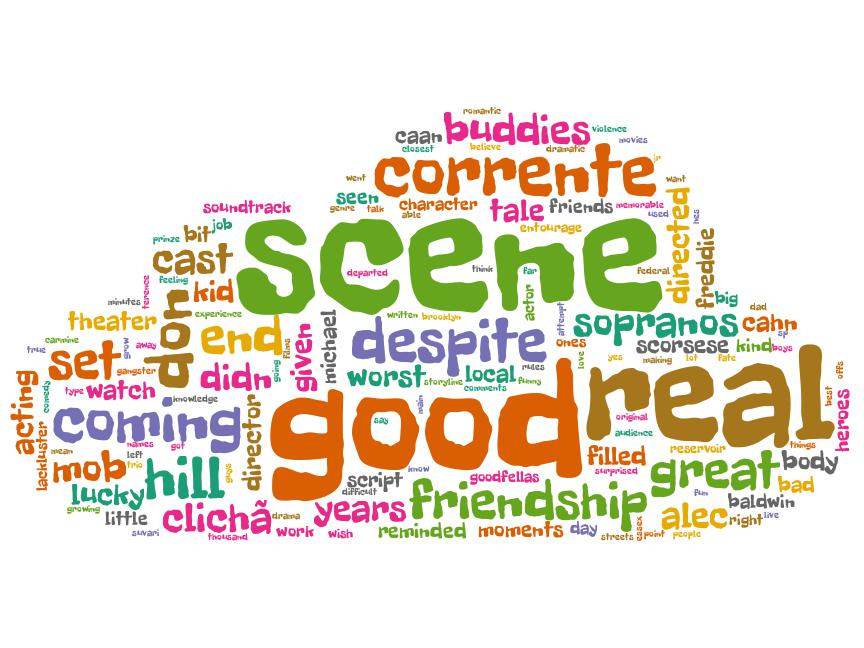 romantic
caan
buddies
violence
movies
closest
believe
dramatic
corrente
jr
went
want
seen
character
genre
talk
able
tale
friends
memorable
used
hes
soundtrack
entourage
directed
freddie
job
bit
prinze
cast
feeling
scene
departed
think
far
federal
actor
kid
terence
minutes
experience
don
big
dad
theater
end
given
michael
written
brooklyn
despite
attempt
sopranos
cahn
sp
carmine
true
grow
away
films
going
ones
scorsese
kind
boys
set
gangster
didn
worst
storyline
local
rules
funny
comments
love
yes
making
lot
fate
acting
comedy
type
watch
knowledge
good
real
offs
best
heroes
coming
director
main
say
original
audience
lackluster
names
got
mean
left
mob
trio
hill
guys
filled
surprised
reservoir
things
great
body
lucky
script
know
difficult
goodfellas
friendship
fun
bad
baldwin
growing
little
clichã
drama
years
alec
right
live
suvari
thousand
work
wish
reminded
moments
day
streets
essex
point
people